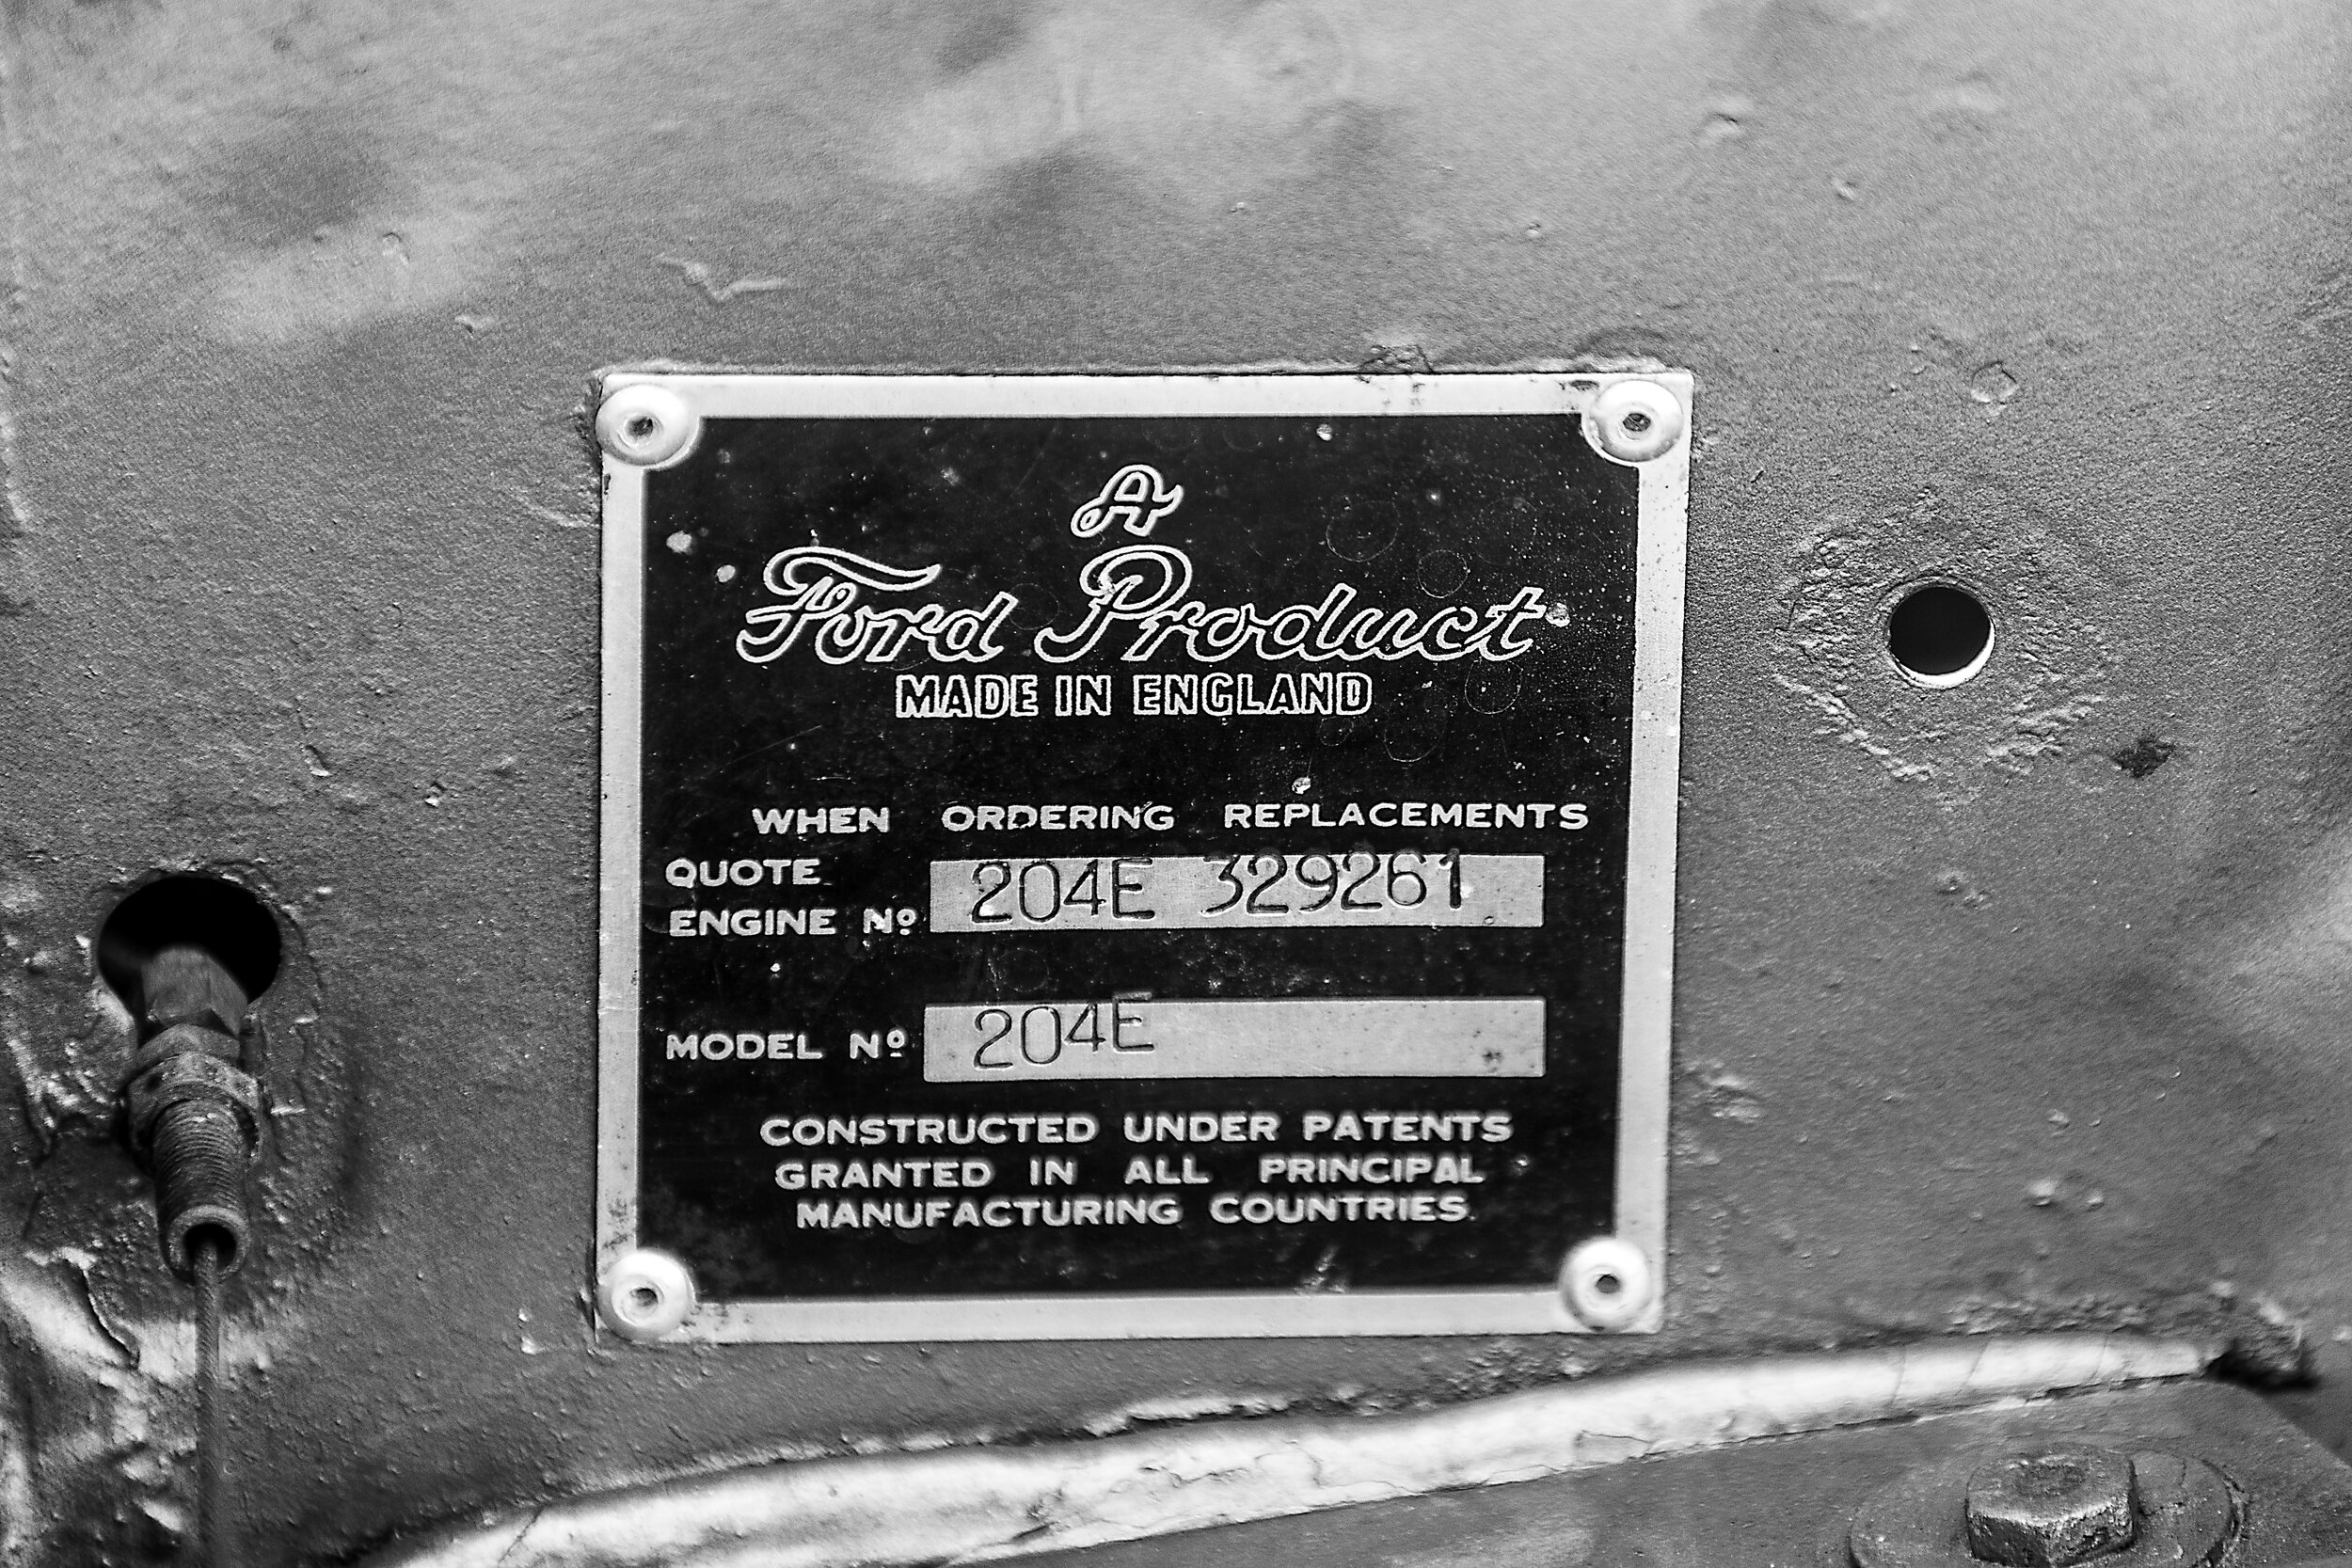 A
Ford Product
MADE IN ENGLAND
WHEN ORDERING REPLACEMENTS
QUOTE
ENGINE Nº 204E 329261
MODEL Nº 204E
CONSTRUCTED UNDER PATENTS
GRANTED IN ALL PRINCIPAL
MANUFACTURING COUNTRIES.